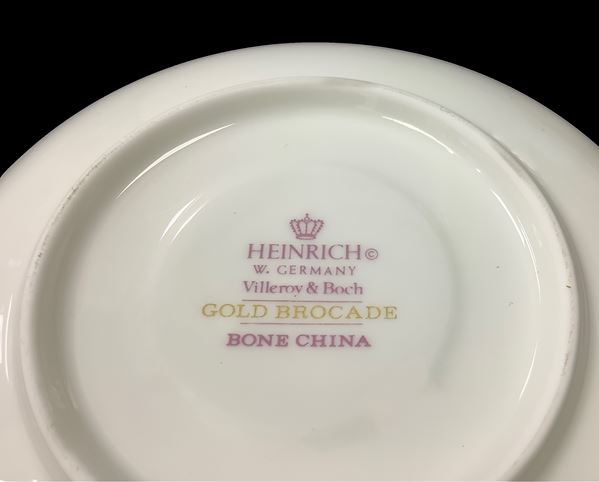 HEINRICH©
W. GERMANY
Villeroy & Boch
GOLD BROCADE
BONE CHINA